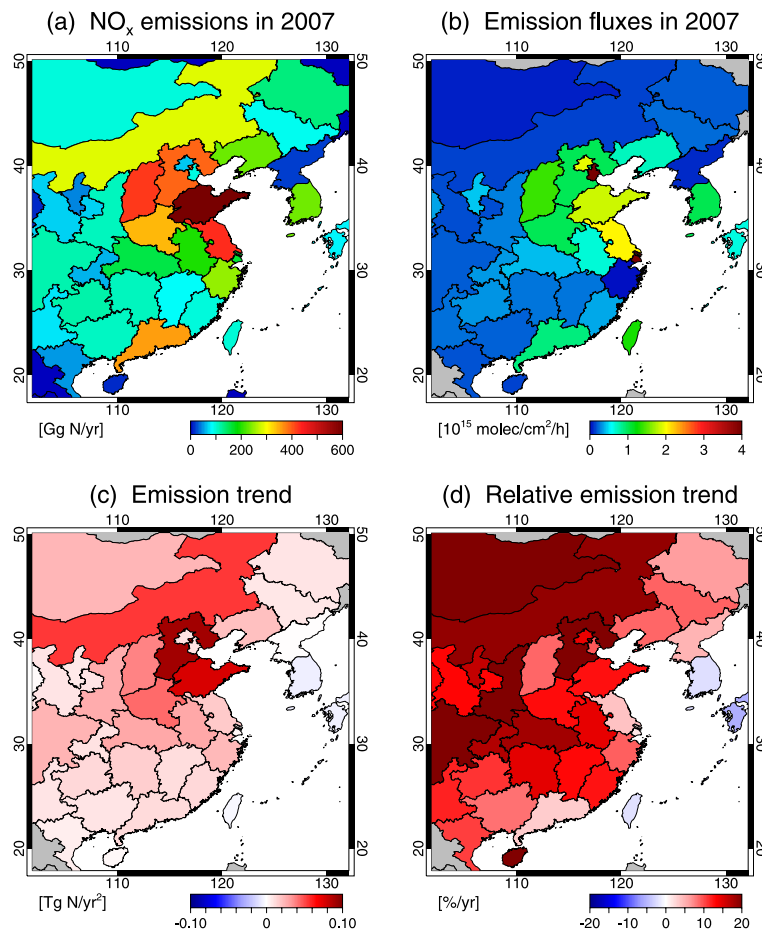 (a) NOx emissions in 2007
(b) Emission fluxes in 2007
110 120 130
110 120 130
50 50
50 50
40 40
40 40
30 30
30 30
20 20
20 20
110 120 130
110 120 130
[Gg N/yr]
0 200 400 600
[10^15 molec/cm^2/h]
0 1 2 3 4
(c) Emission trend
(d) Relative emission trend
110 120 130
110 120 130
50 50
50 50
40 40
40 40
30 30
30 30
20 20
20 20
110 120 130
110 120 130
[Tg N/yr^2]
-0.10 0 0.10
[%/yr]
-20 -10 0 10 20